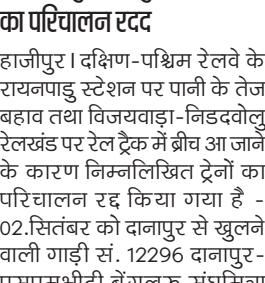 का परिचालन रदद
हाजीपुर। दक्षिण-पश्चिम रेलवे के
रायनपाडु स्टेशन पर पानी के तेज
बहाव तथा विजयवाड़ा-निडदवोलु
रेलखंड पर रेल ट्रैक में ब्रीच आ जाने
के कारण निम्नलिखित ट्रेनों का
परिचालन रद्द किया गया है -
02.सितंबर को दानापुर से खुलने
वाली गाड़ी सं. 12296 दानापुर-